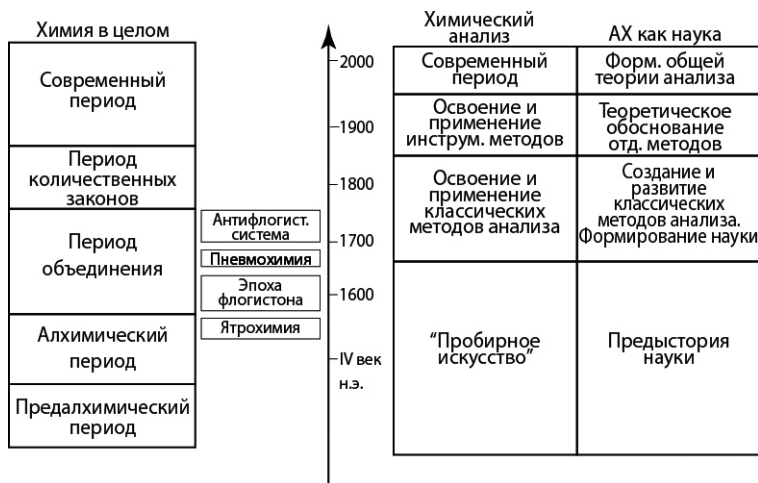 Химия в целом
Современный
период
Период
количественных
законов
Период
объединения
Алхимический
период
Предалхимический
период
Антифлогист.
система
Пневмохимия
Эпоха
флогистона
Ятрохимия
2000
1900
1800
1700
1600
IV век
н.э.
Химический
анализ
Современный
период
Освоение и
применение
инструм. методов
Освоение и
применение
классических
методов анализа
“Пробирное
искусство”
АХ как наука
Форм. общей
теории анализа
Теоретическое
обоснование
отд. методов
Создание и
развитие
классических
методов анализа.
Формирование науки
Предыстория
науки